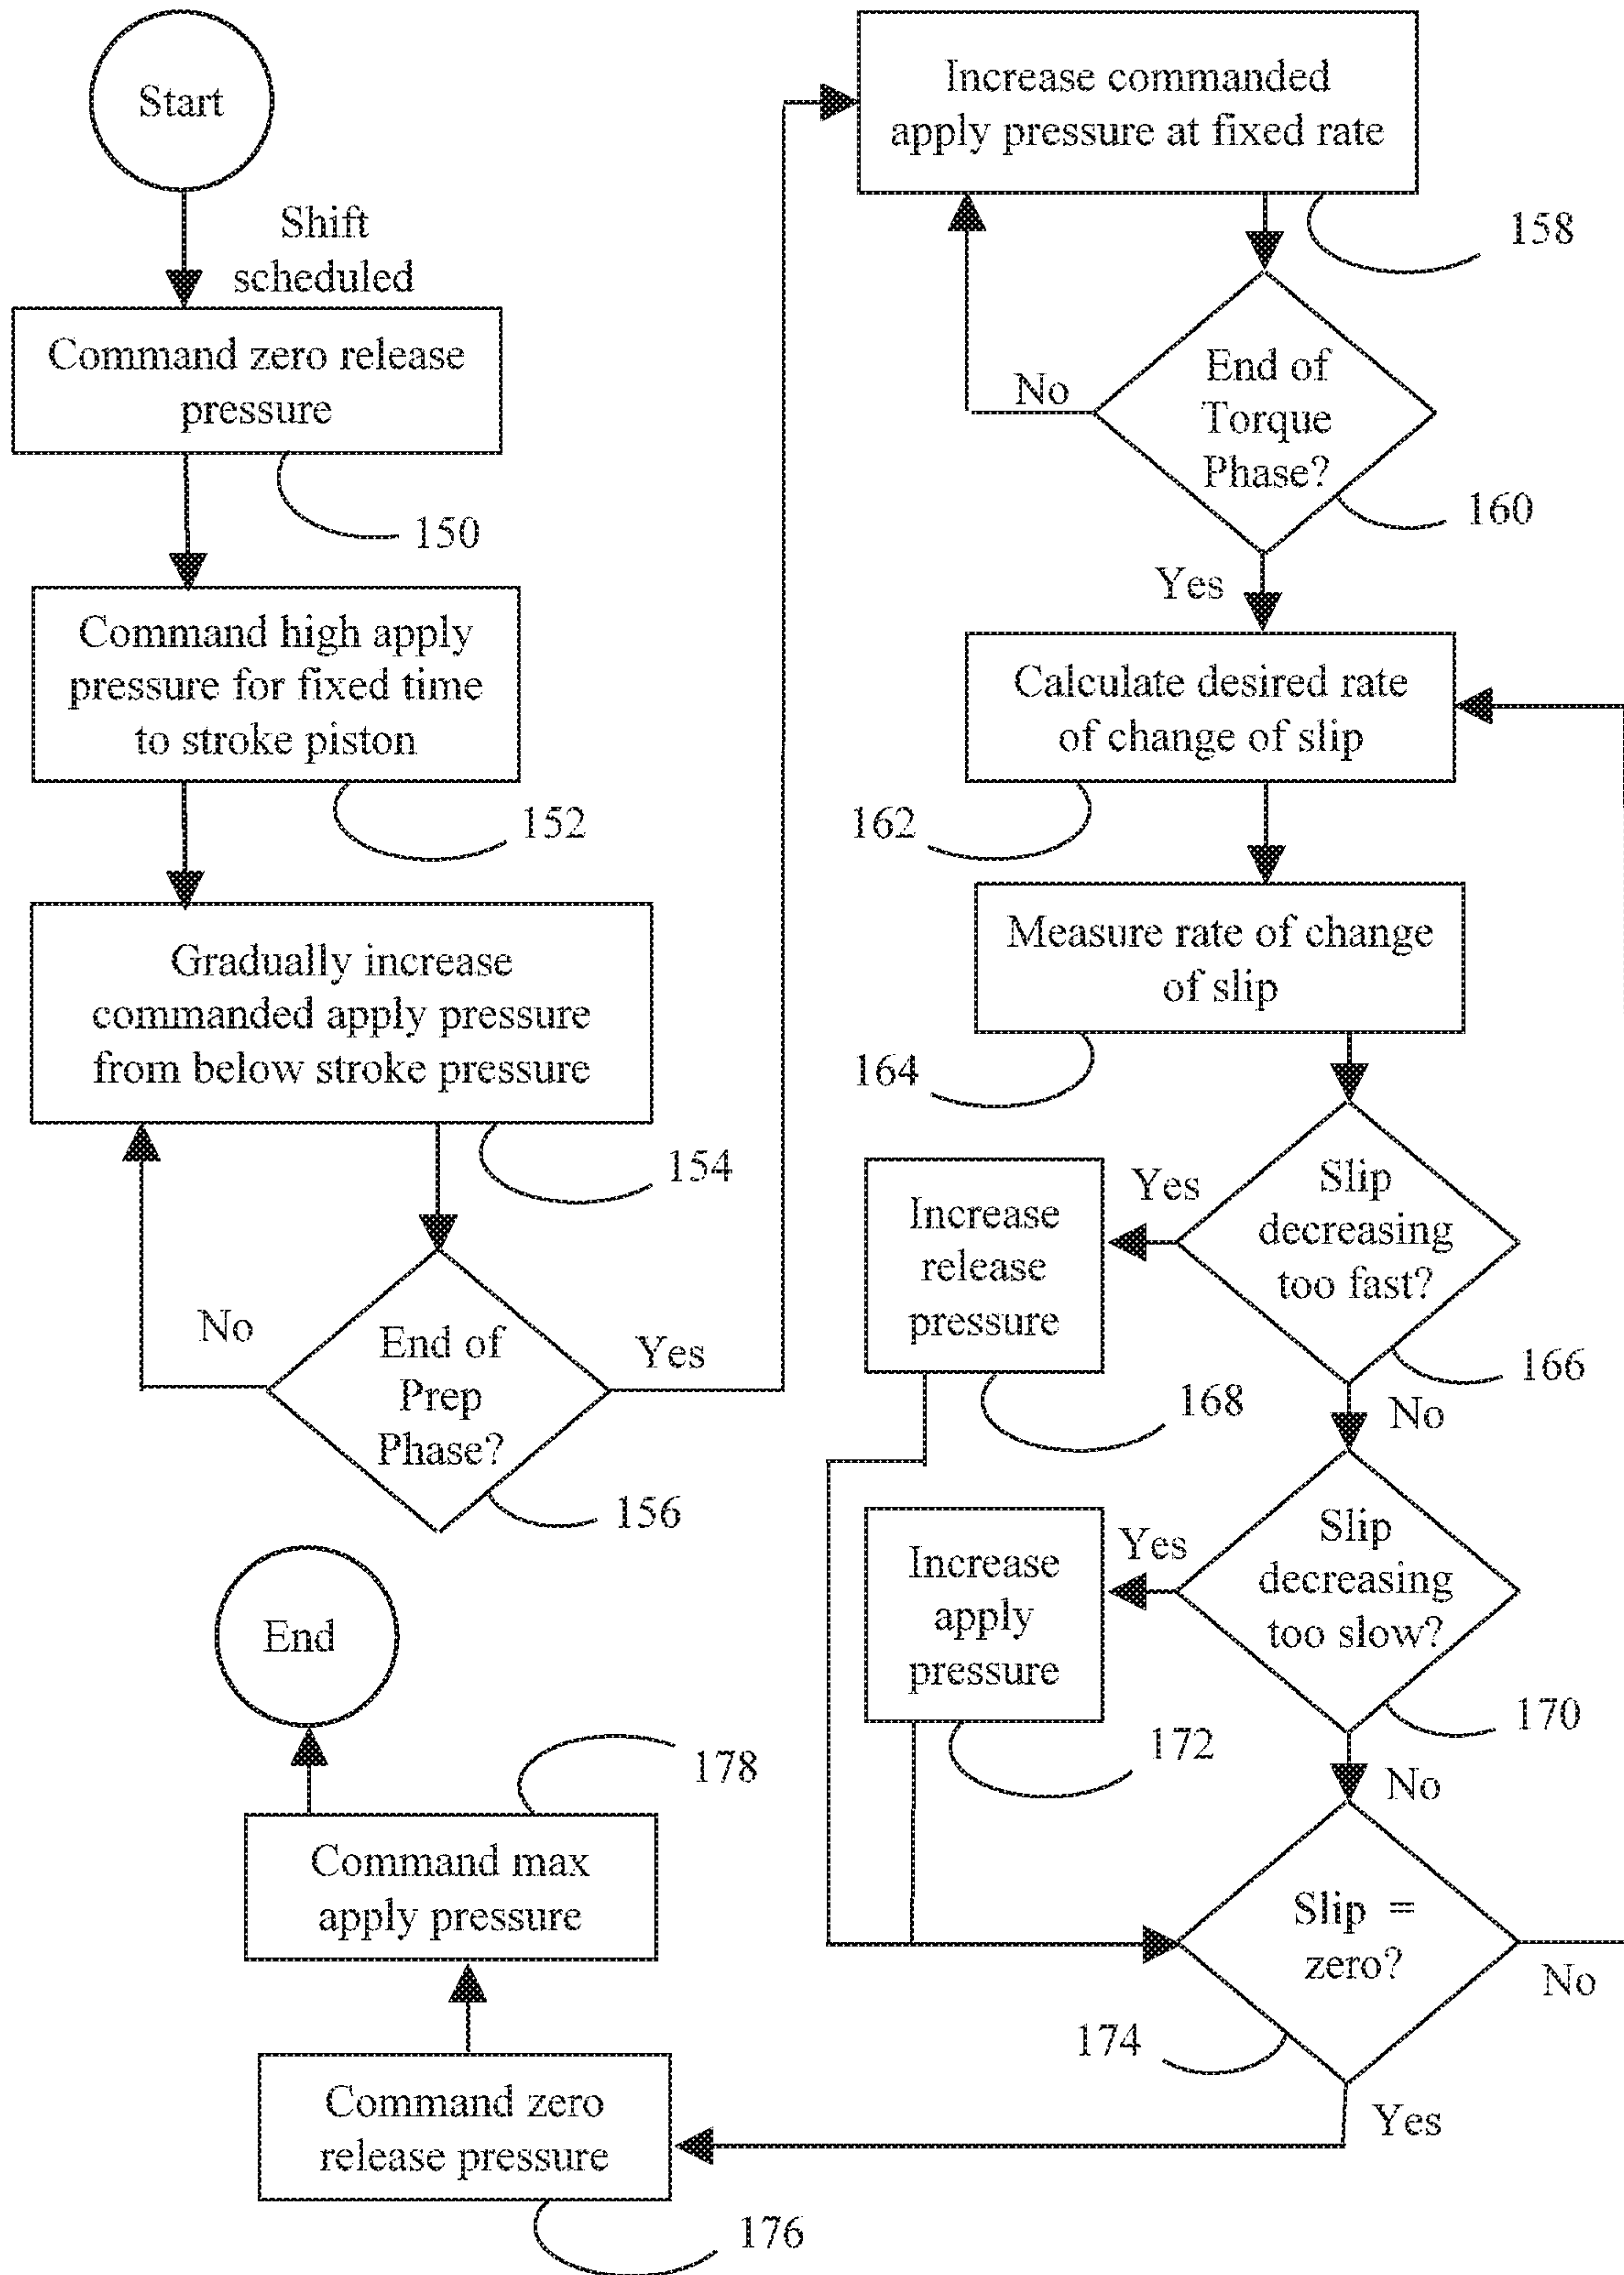 Start
Shift
scheduled
Command zero release
pressure
150
Command high apply
pressure for fixed time
to stroke piston
152
Gradually increase
commanded apply pressure
from below stroke pressure
154
No
End of
Prep
Phase?
Yes
156
Increase commanded
apply pressure at fixed rate
158
No
End of
Torque
Phase?
160
Yes
Calculate desired rate
of change of slip
162
Measure rate of change
of slip
164
Slip
decreasing
too fast?
Yes
166
Increase
release
pressure
168
No
Slip
decreasing
too slow?
Yes
170
Increase
apply
pressure
172
No
Slip =
zero?
No
174
Yes
Command zero
release pressure
176
Command max
apply pressure
178
End